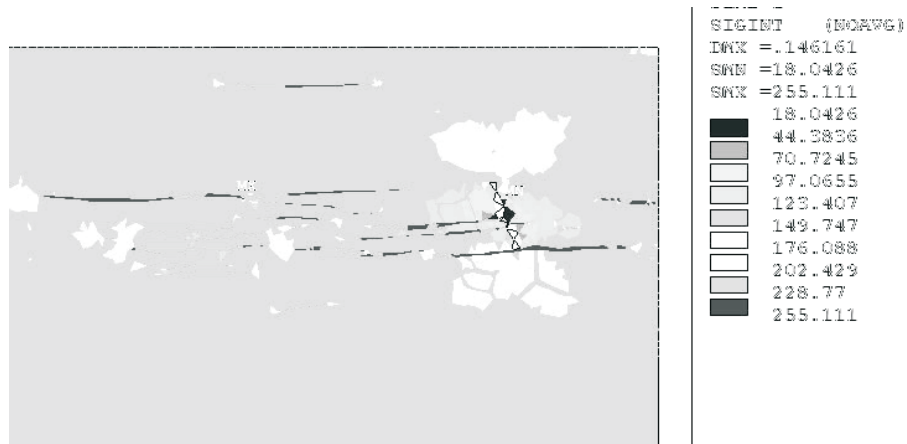 SIGINT (NOAVG)
DMX =.146161
SMN =18.0426
SMX =255.111
18.0426
44.3836
70.7245
97.0655
123.407
149.747
176.088
202.429
228.77
255.111